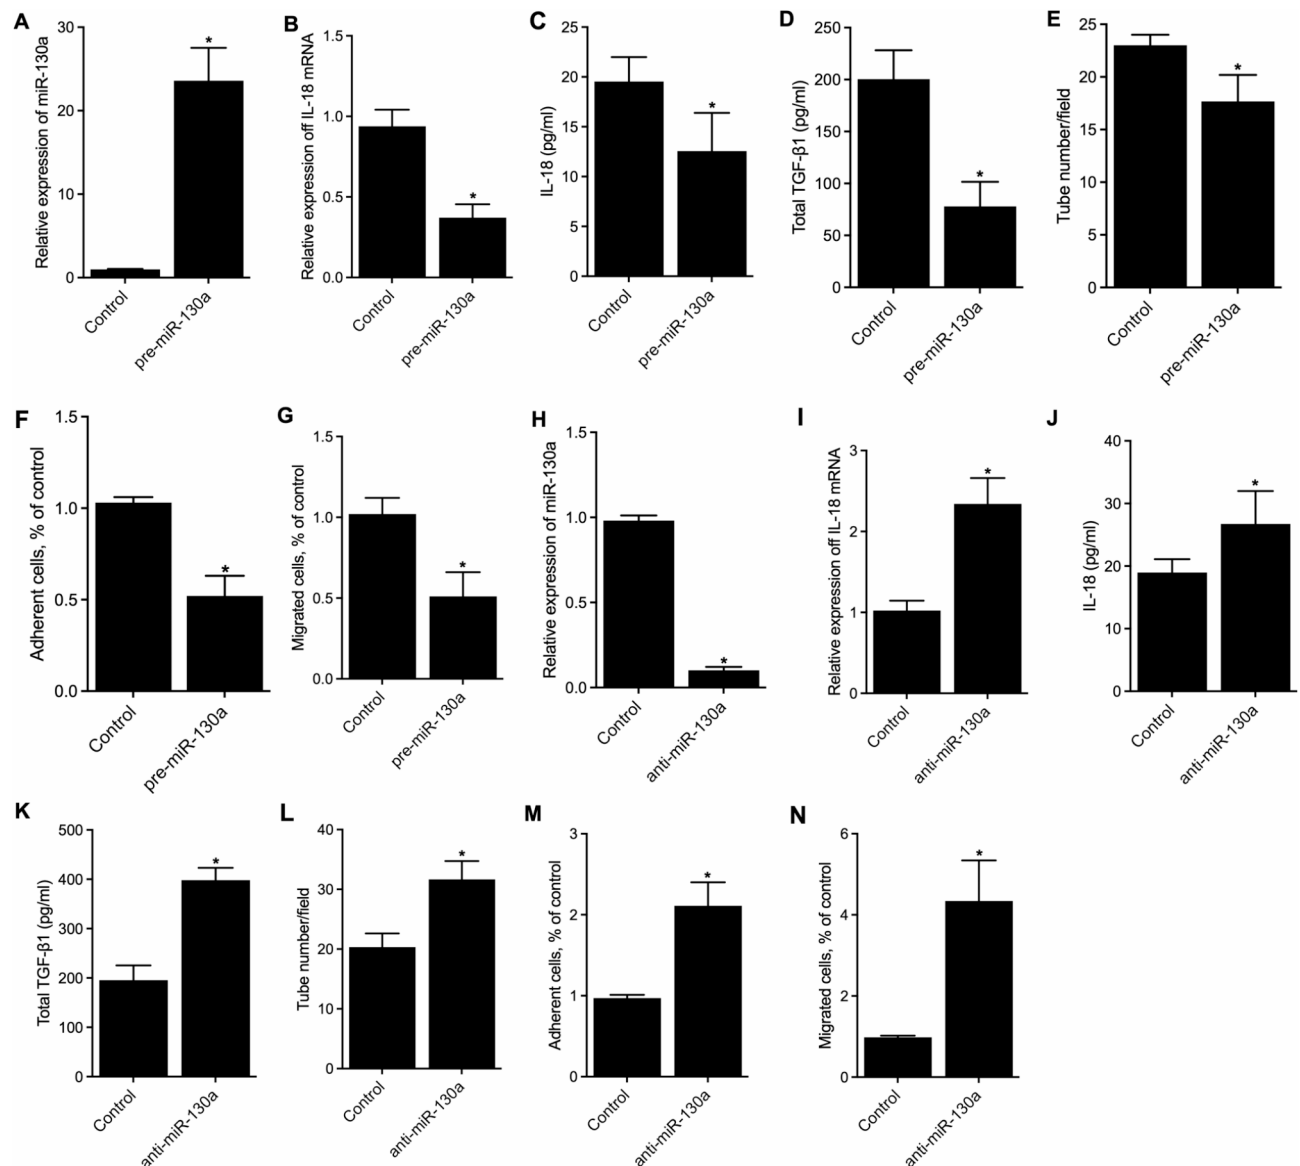 A
Relative expression of miR-130a
30
20
10
0
*
Control
pre-miR-130a
B
Relative expression off IL-18 mRNA
1.5
1.0
0.5
0.0
*
Control
pre-miR-130a
C
IL-18 (pg/ml)
25
20
15
10
5
0
*
Control
pre-miR-130a
D
Total TGF-β1 (pg/ml)
250
200
150
100
50
0
*
Control
pre-miR-130a
E
Tube number/field
25
20
15
10
5
0
*
Control
pre-miR-130a
F
Adherent cells, % of control
1.5
1.0
0.5
0.0
*
Control
pre-miR-130a
G
Migrated cells, % of control
1.5
1.0
0.5
0.0
*
Control
pre-miR-130a
H
Relative expression of miR-130a
1.5
1.0
0.5
0.0
*
Control
anti-miR-130a
I
Relative expression off IL-18 mRNA
3
2
1
0
*
Control
anti-miR-130a
J
IL-18 (pg/ml)
40
30
20
10
0
*
Control
anti-miR-130a
K
Total TGF-β1 (pg/ml)
500
400
300
200
100
0
*
Control
anti-miR-130a
L
Tube number/field
40
30
20
10
0
*
Control
anti-miR-130a
M
Adherent cells, % of control
3
2
1
0
*
Control
anti-miR-130a
N
Migrated cells, % of control
6
4
2
0
*
Control
anti-miR-130a